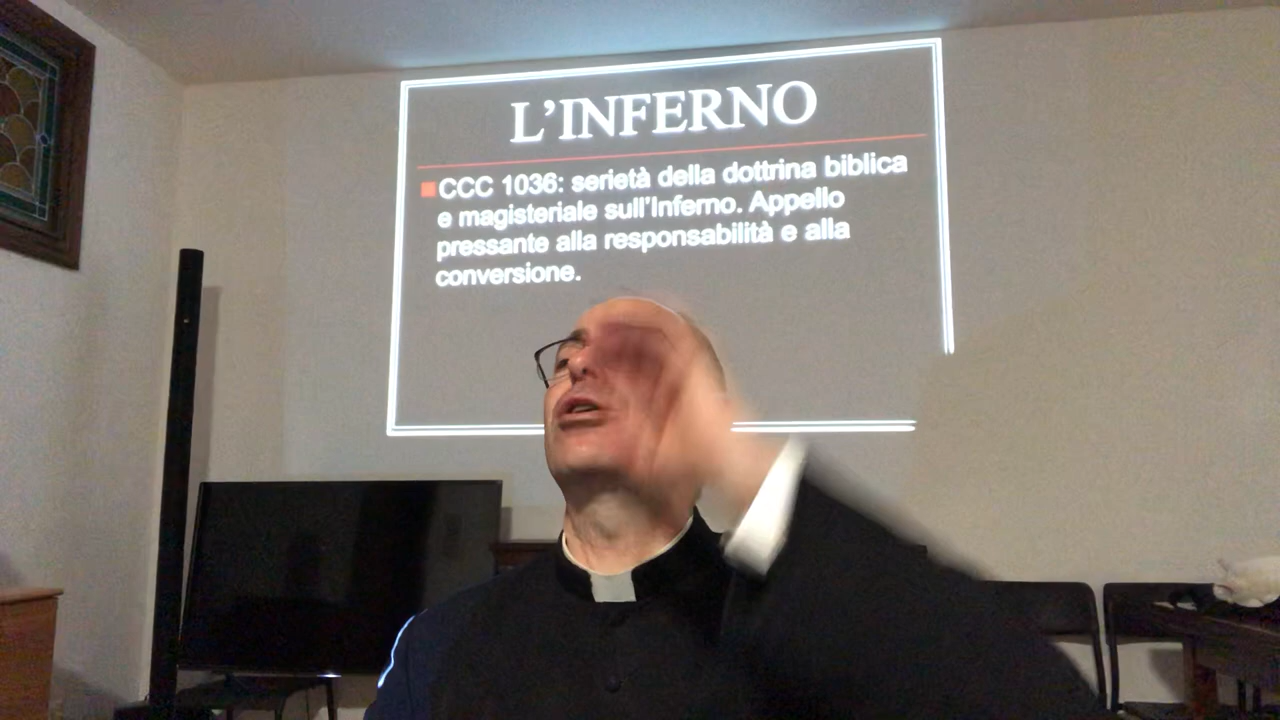 L’INFERNO
CCC 1036: serietà della dottrina biblica
e magisteriale sull’Inferno. Appello
pressante alla responsabilità e alla
conversione.